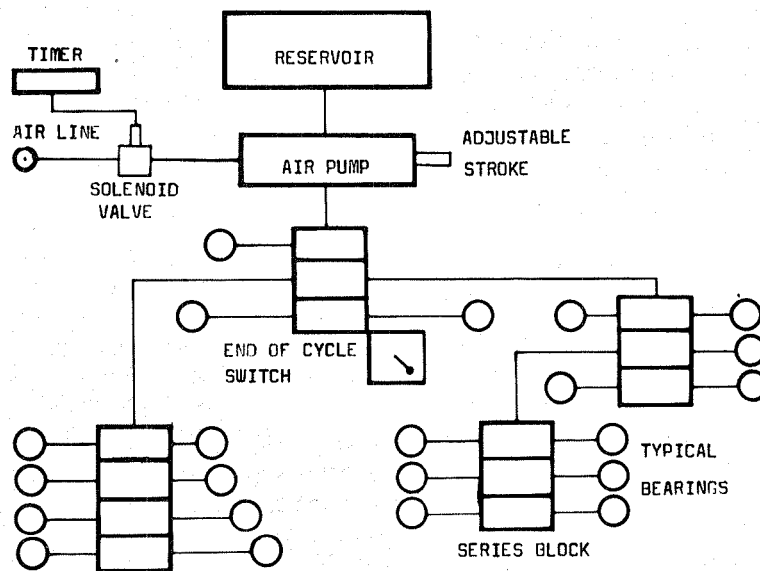 RESERVOIR
TIMER
AIR LINE
ADJUSTABLE
STROKE
AIR PUMP
SOLENOID
VALVE
END OF CYCLE
SWITCH
TYPICAL
BEARINGS
SERIES BLOCK